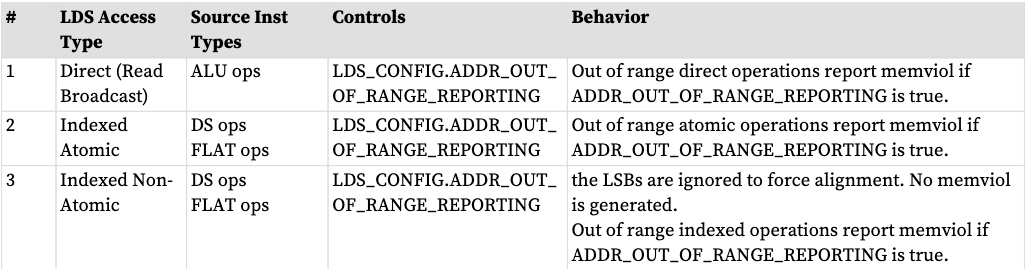 # LDS Access Type Source Inst Types Controls Behavior
1 Direct (Read Broadcast) ALU ops LDS_CONFIG.ADDR_OUT_OF_RANGE_REPORTING Out of range direct operations report memviol if
ADDR_OUT_OF_RANGE_REPORTING is true.
2 Indexed Atomic DS ops FLAT ops LDS_CONFIG.ADDR_OUT_OF_RANGE_REPORTING Out of range atomic operations report memviol if
ADDR_OUT_OF_RANGE_REPORTING is true.
3 Indexed Non-Atomic DS ops FLAT ops LDS_CONFIG.ADDR_OUT_OF_RANGE_REPORTING the LSBs are ignored to force alignment. No memviol
is generated.
Out of range indexed operations report memviol if
ADDR_OUT_OF_RANGE_REPORTING is true.